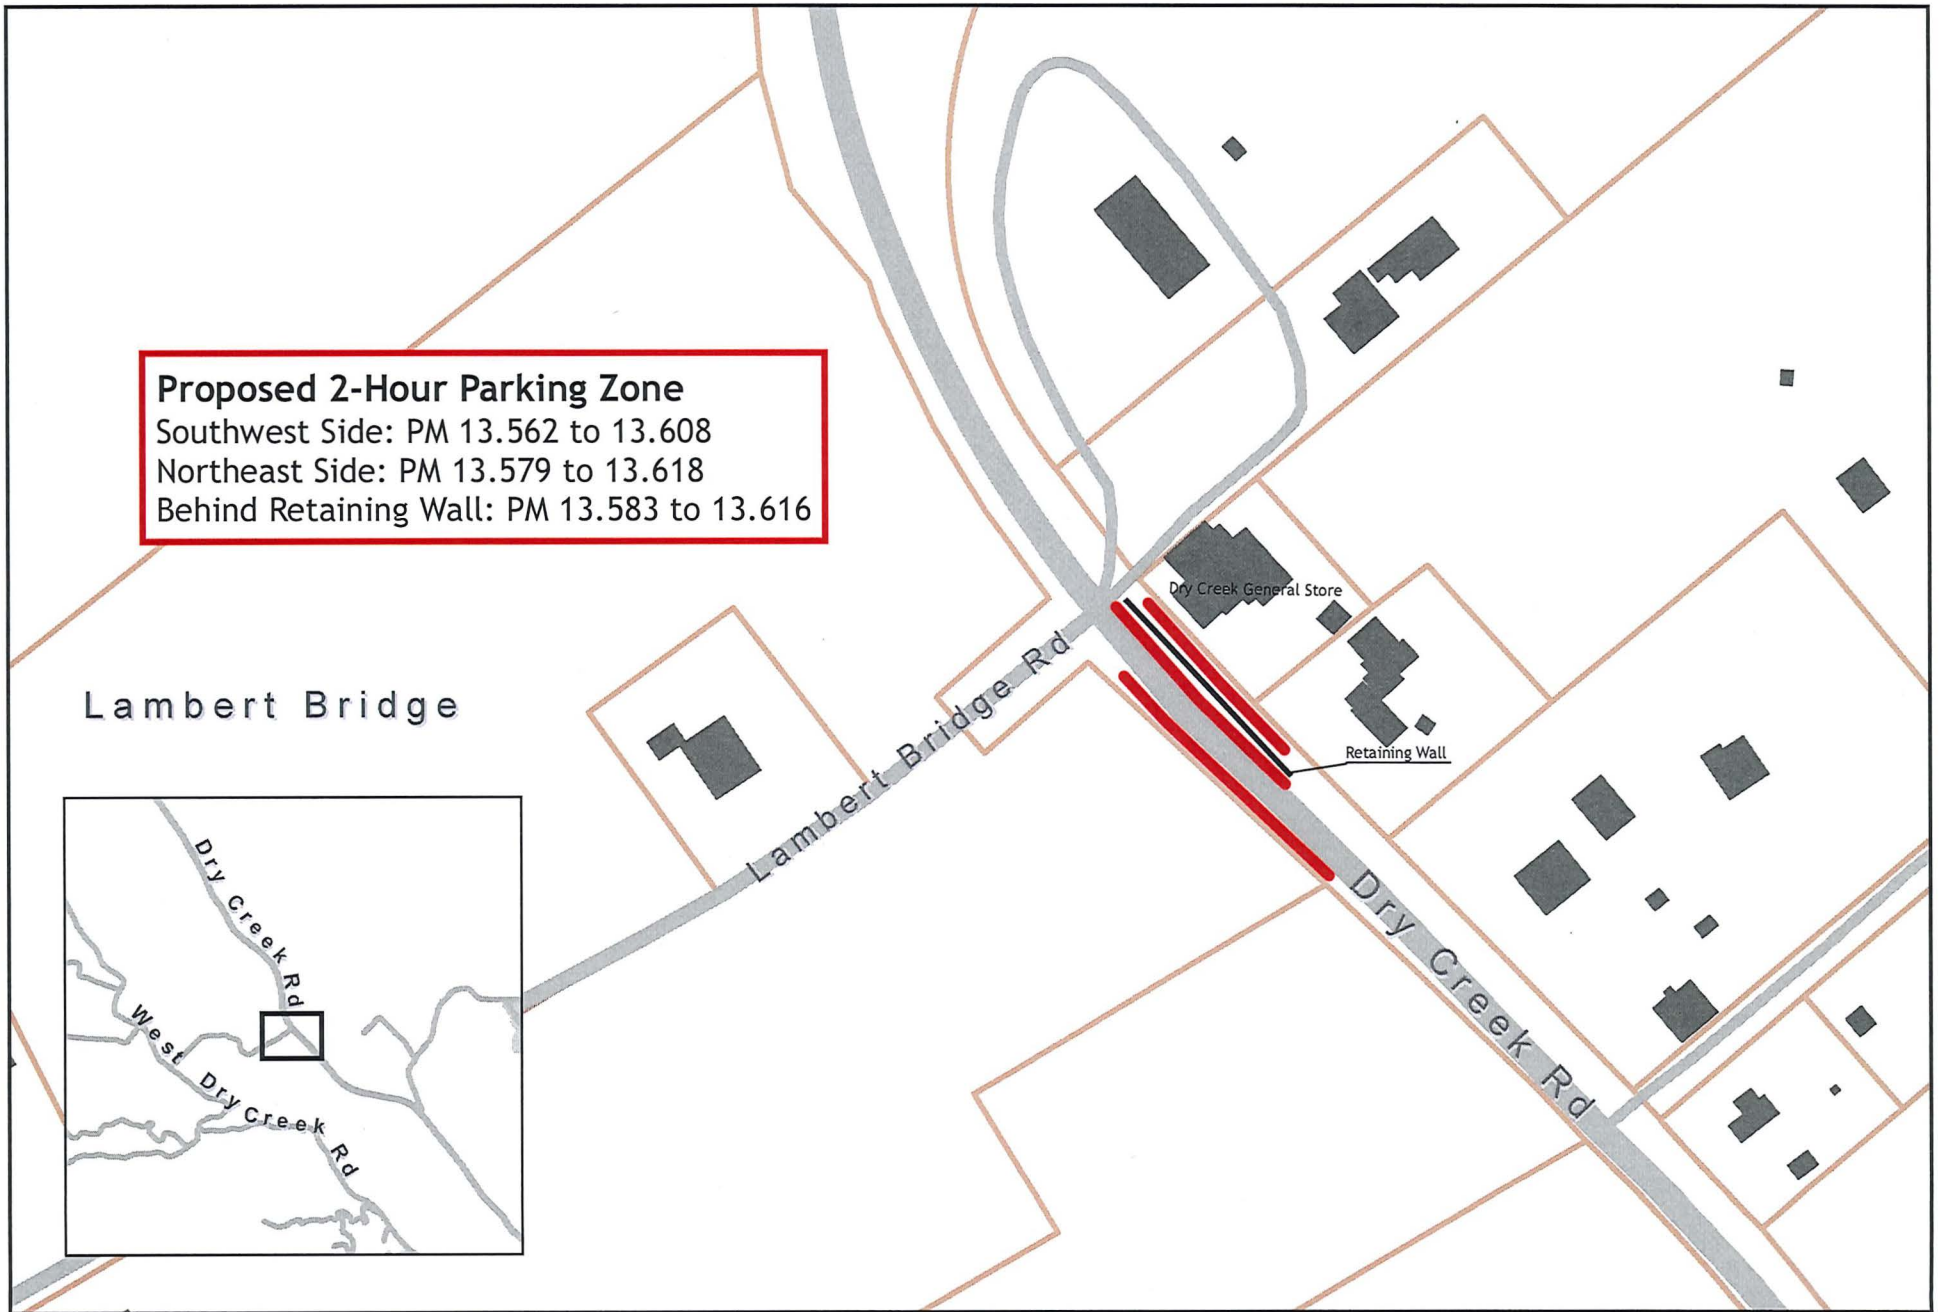 Proposed 2-Hour Parking Zone
Southwest Side: PM 13.562 to 13.608
Northeast Side: PM 13.579 to 13.618
Behind Retaining Wall: PM 13.583 to 13.616
Dry Creek General Store
Retaining Wall
Lambert Bridge Rd
Lambert Bridge
Dry Creek Rd
Dry Creek Rd
West Dry Creek Rd